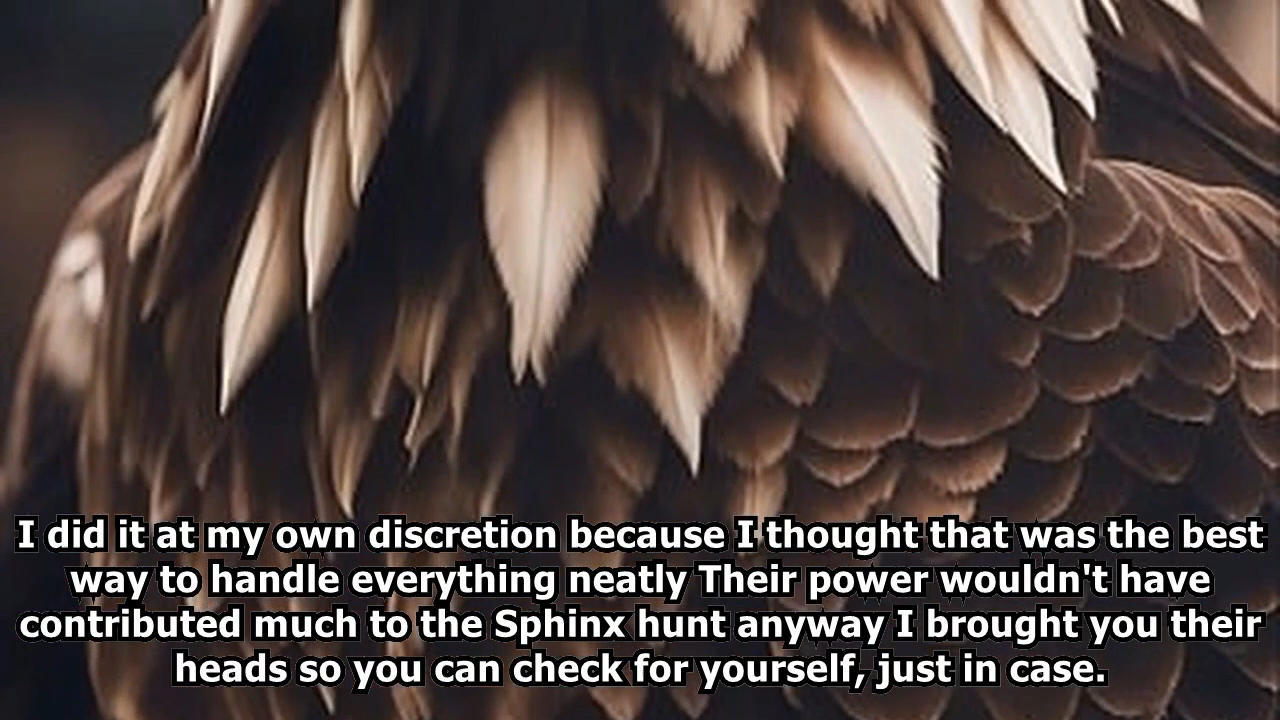 I did it at my own discretion because I thought that was the best
way to handle everything neatly Their power wouldn't have
contributed much to the Sphinx hunt anyway I brought you their
heads so you can check for yourself, just in case.